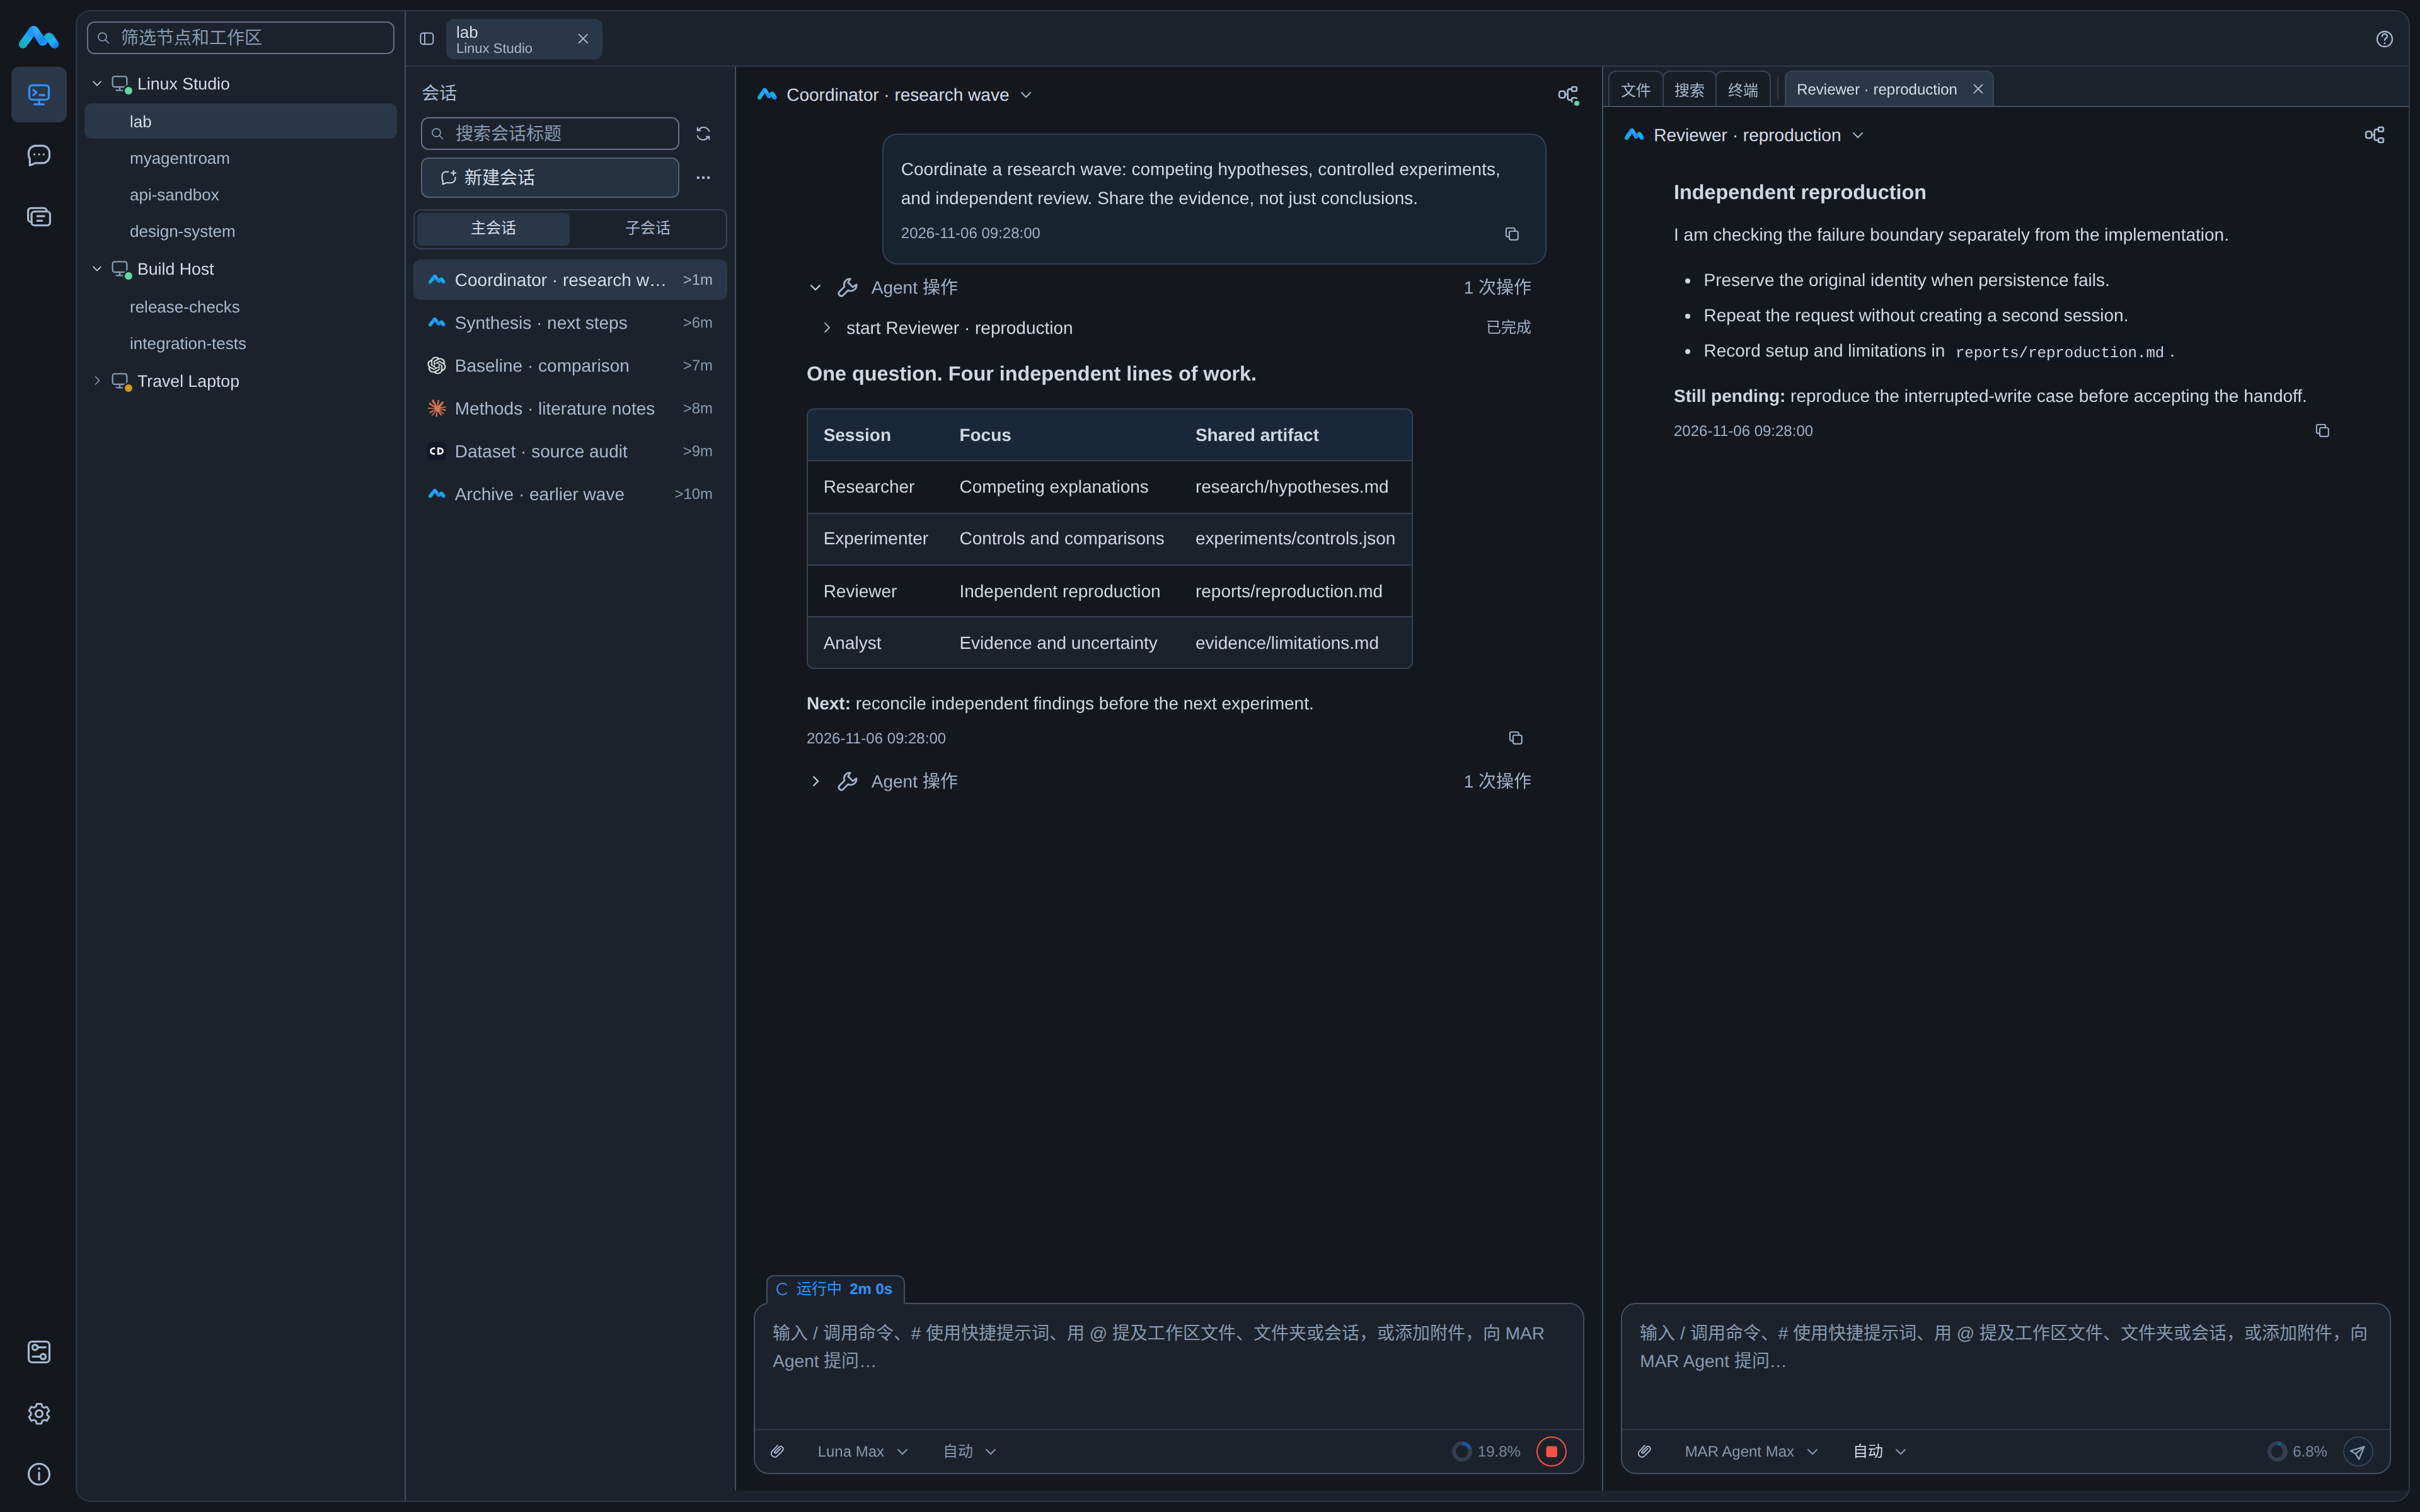 筛选节点和工作区
Linux Studio
lab
myagentroam
api-sandbox
design-system
Build Host
release-checks
integration-tests
Travel Laptop
lab
Linux Studio
会话
搜索会话标题
新建会话
主会话 子会话
Coordinator · research w… >1m
Synthesis · next steps >6m
Baseline · comparison >7m
Methods · literature notes >8m
CD Dataset · source audit >9m
Archive · earlier wave >10m
Coordinator · research wave
Coordinate a research wave: competing hypotheses, controlled experiments,
and independent review. Share the evidence, not just conclusions.
2026-11-06 09:28:00
Agent 操作 1 次操作
start Reviewer · reproduction 已完成
One question. Four independent lines of work.
Session Focus Shared artifact
Researcher Competing explanations research/hypotheses.md
Experimenter Controls and comparisons experiments/controls.json
Reviewer Independent reproduction reports/reproduction.md
Analyst Evidence and uncertainty evidence/limitations.md
Next: reconcile independent findings before the next experiment.
2026-11-06 09:28:00
Agent 操作 1 次操作
运行中 2m 0s
输入 / 调用命令、# 使用快捷提示词、用 @ 提及工作区文件、文件夹或会话，或添加附件，向 MAR
Agent 提问…
Luna Max 自动 19.8%
文件 搜索 终端 Reviewer · reproduction
Reviewer · reproduction
Independent reproduction
I am checking the failure boundary separately from the implementation.
• Preserve the original identity when persistence fails.
• Repeat the request without creating a second session.
• Record setup and limitations in reports/reproduction.md.
Still pending: reproduce the interrupted-write case before accepting the handoff.
2026-11-06 09:28:00
输入 / 调用命令、# 使用快捷提示词、用 @ 提及工作区文件、文件夹或会话，或添加附件，向
MAR Agent 提问…
MAR Agent Max 自动 6.8%